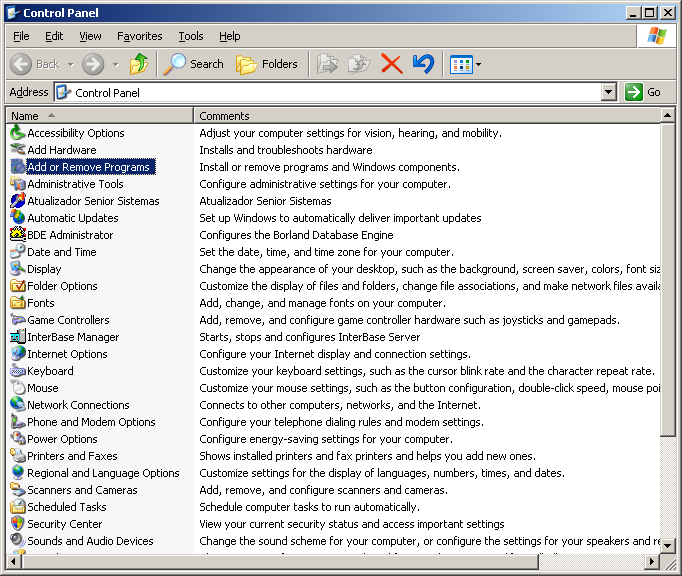 Control Panel
File Edit View Favorites Tools Help
Back Search Folders
Address Control Panel Go
Name Comments
Accessibility Options Adjust your computer settings for vision, hearing, and mobility.
Add Hardware Installs and troubleshoots hardware
Add or Remove Programs Install or remove programs and Windows components.
Administrative Tools Configure administrative settings for your computer.
Atualizador Senior Sistemas Atualizador Senior Sistemas
Automatic Updates Set up Windows to automatically deliver important updates
BDE Administrator Configures the Borland Database Engine
Date and Time Set the date, time, and time zone for your computer.
Display Change the appearance of your desktop, such as the background, screen saver, colors, font
Folder Options Customize the display of files and folders, change file associations, and make network files
Fonts Add, change, and manage fonts on your computer.
Game Controllers Add, remove, and configure game controller hardware such as joysticks and gamepads.
InterBase Manager Starts, stops and configures InterBase Server
Internet Options Configure your Internet display and connection settings.
Keyboard Customize your keyboard settings, such as the cursor blink rate and the character repeat rate.
Mouse Customize your mouse settings, such as the button configuration, double-click speed, mouse
Network Connections Connects to other computers, networks, and the Internet.
Phone and Modem Options Configure your telephone dialing rules and modem settings.
Power Options Configure energy-saving settings for your computer.
Printers and Faxes Shows installed printers and fax printers and helps you add new ones.
Regional and Language Options Customize settings for the display of languages, numbers, times, and dates.
Scanners and Cameras Add, remove, and configure scanners and cameras.
Scheduled Tasks Schedule computer tasks to run automatically.
Security Center View your current security status and access important settings
Sounds and Audio Devices Change the sound scheme for your computer, or configure the settings for your speakers and